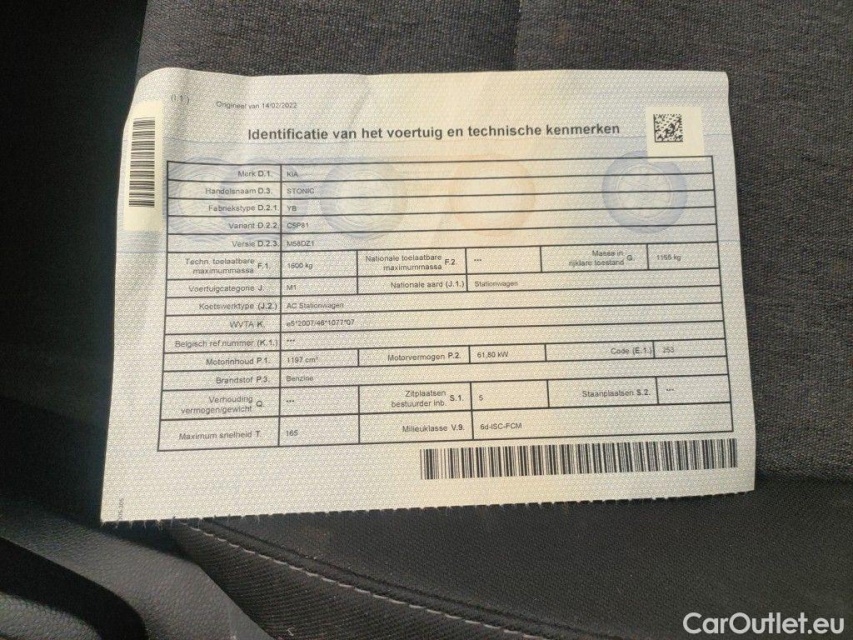 Origineel van 14/02/2022
Identificatie van het voertuig en technische kenmerken
Merk D.1. KIA
Handelsnaam D.3. STONIC
Fabriekstype D.2.1. YB
Variant D.2.2. C5P81
Versie D.2.3. M58DZ1
Techn. toelaatbare maximummassa F.1. 1600 kg Nationale toelaatbare maximummassa F.2. --- Massa in rijklare toestand G. 1155 kg
Voertuigcategorie J. M1 Nationale aard (J.1.) Stationwagen
Koetswerktype (J.2.) AC Stationwagen
WVTA K. e5*2007/46*1077*07
Belgisch ref.nummer (K.1.) ---
Motorinhoud P.1. 1197 cm³ Motorvermogen P.2. 61,80 kW Code (E.1.) 253
Brandstof P.3. Benzine
Verhouding vermogen/gewicht Q. --- Zitplaatsen bestuurder inb. S.1. 5 Staanplaatsen S.2. ---
Maximum snelheid T. 165 Milieuklasse V.9. 6d-ISC-FCM
CarOutlet.eu